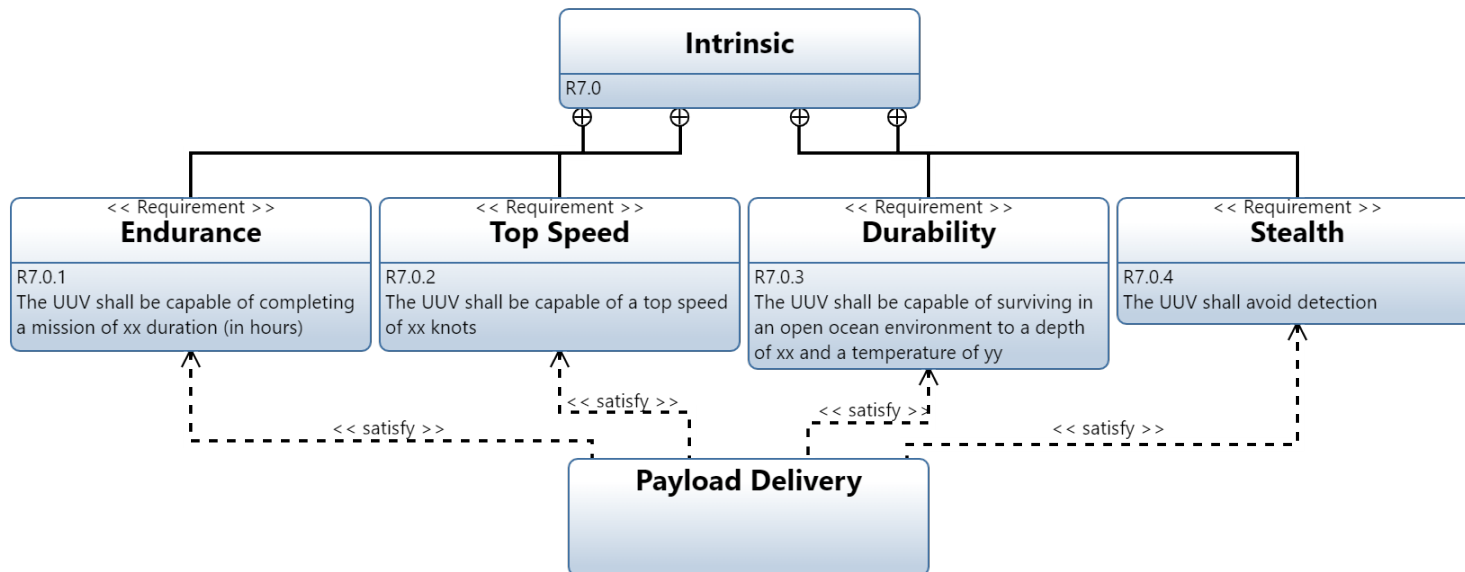 Intrinsic
R7.0
<< Requirement >>
Endurance
R7.0.1
The UUV shall be capable of completing
a mission of xx duration (in hours)
<< Requirement >>
Top Speed
R7.0.2
The UUV shall be capable of a top speed
of xx knots
<< Requirement >>
Durability
R7.0.3
The UUV shall be capable of surviving in
an open ocean environment to a depth
of xx and a temperature of yy
<< Requirement >>
Stealth
R7.0.4
The UUV shall avoid detection
<< satisfy >>
<< satisfy >>
<< satisfy >>
<< satisfy >>
Payload Delivery